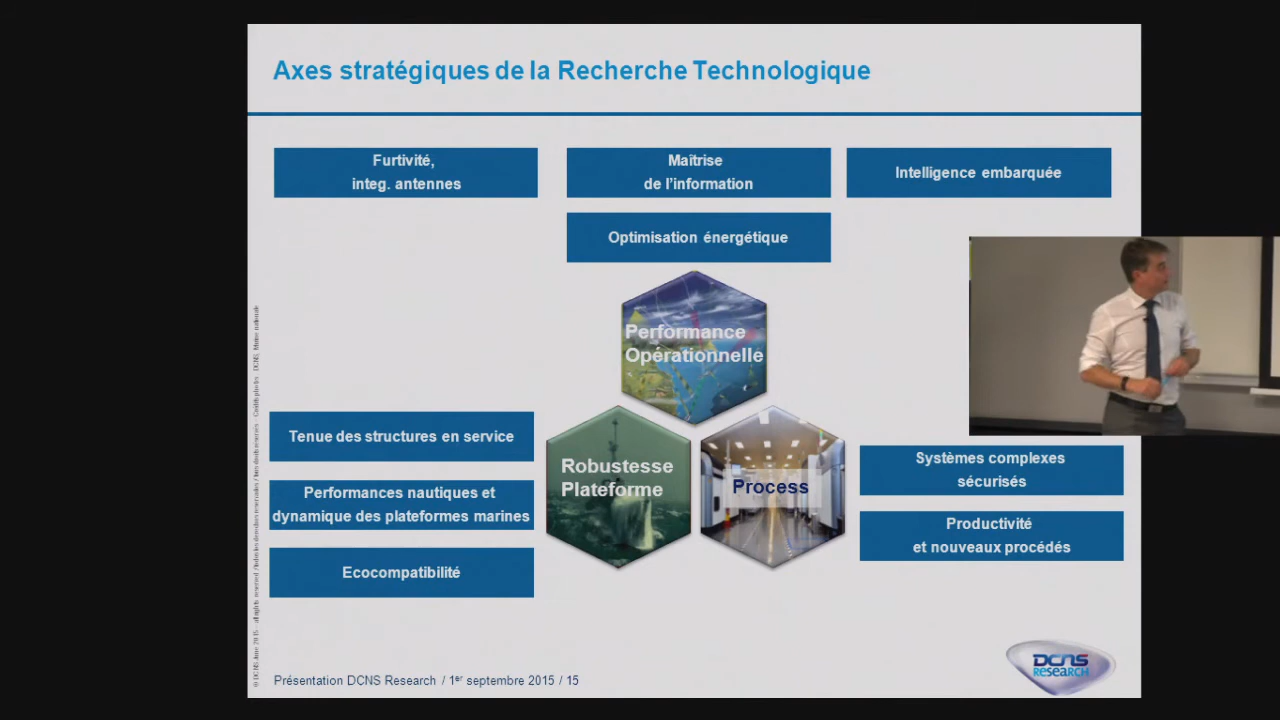 Axes stratégiques de la Recherche Technologique
Furtivité,
integ. antennes
Maîtrise
de l'information
Intelligence embarquée
Optimisation énergétique
Performance
Opérationnelle
Tenue des structures en service
Performances nautiques et
dynamique des plateformes marines
Ecocompatibilité
Robustesse
Plateforme
Process
Systèmes complexes
sécurisés
Productivité
et nouveaux procédés
Présentation DCNS Research / 1er septembre 2015 / 15
DCNS
ReSeaRCH